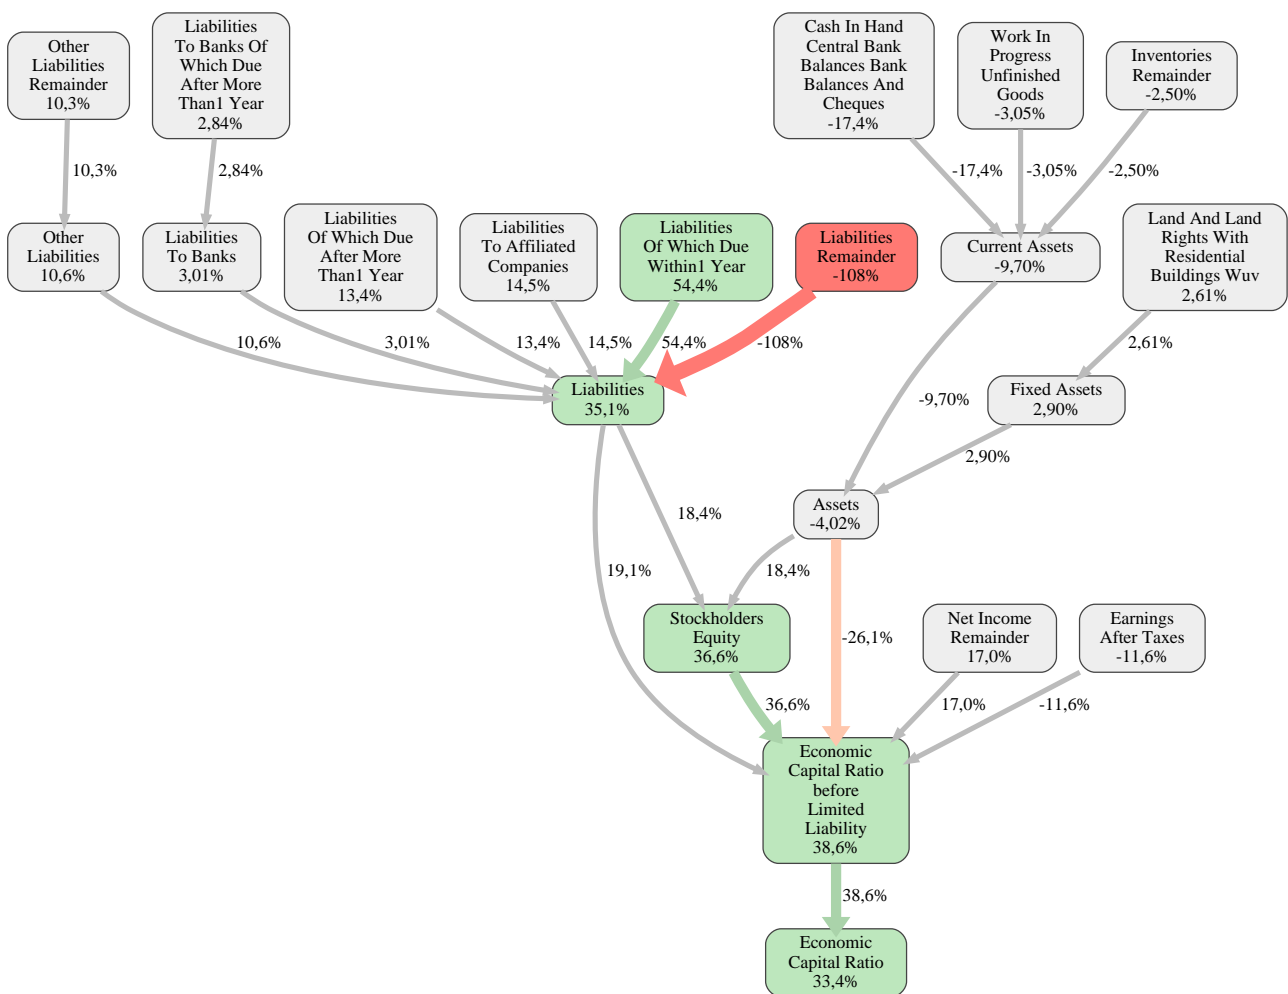 Other
Liabilities
Remainder
10,3%
Liabilities
To Banks Of
Which Due
After More
Than1 Year
2,84%
Cash In Hand
Central Bank
Balances Bank
Balances And
Cheques
-17,4%
Work In
Progress
Unfinished
Goods
-3,05%
Inventories
Remainder
-2,50%
10,3%
2,84%
-17,4%
-3,05%
-2,50%
Other
Liabilities
10,6%
Liabilities
To Banks
3,01%
Liabilities
Of Which Due
After More
Than1 Year
13,4%
Liabilities
To Affiliated
Companies
14,5%
Liabilities
Of Which Due
Within1 Year
54,4%
Liabilities
Remainder
-108%
Current Assets
-9,70%
Land And Land
Rights With
Residential
Buildings Wuv
2,61%
10,6%
3,01%
13,4%
14,5%
54,4%
-108%
2,61%
Liabilities
35,1%
-9,70%
Fixed Assets
2,90%
2,90%
Assets
-4,02%
18,4%
19,1%
18,4%
Stockholders
Equity
36,6%
-26,1%
Net Income
Remainder
17,0%
Earnings
After Taxes
-11,6%
36,6%
17,0%
-11,6%
Economic
Capital Ratio
before
Limited
Liability
38,6%
38,6%
Economic
Capital Ratio
33,4%